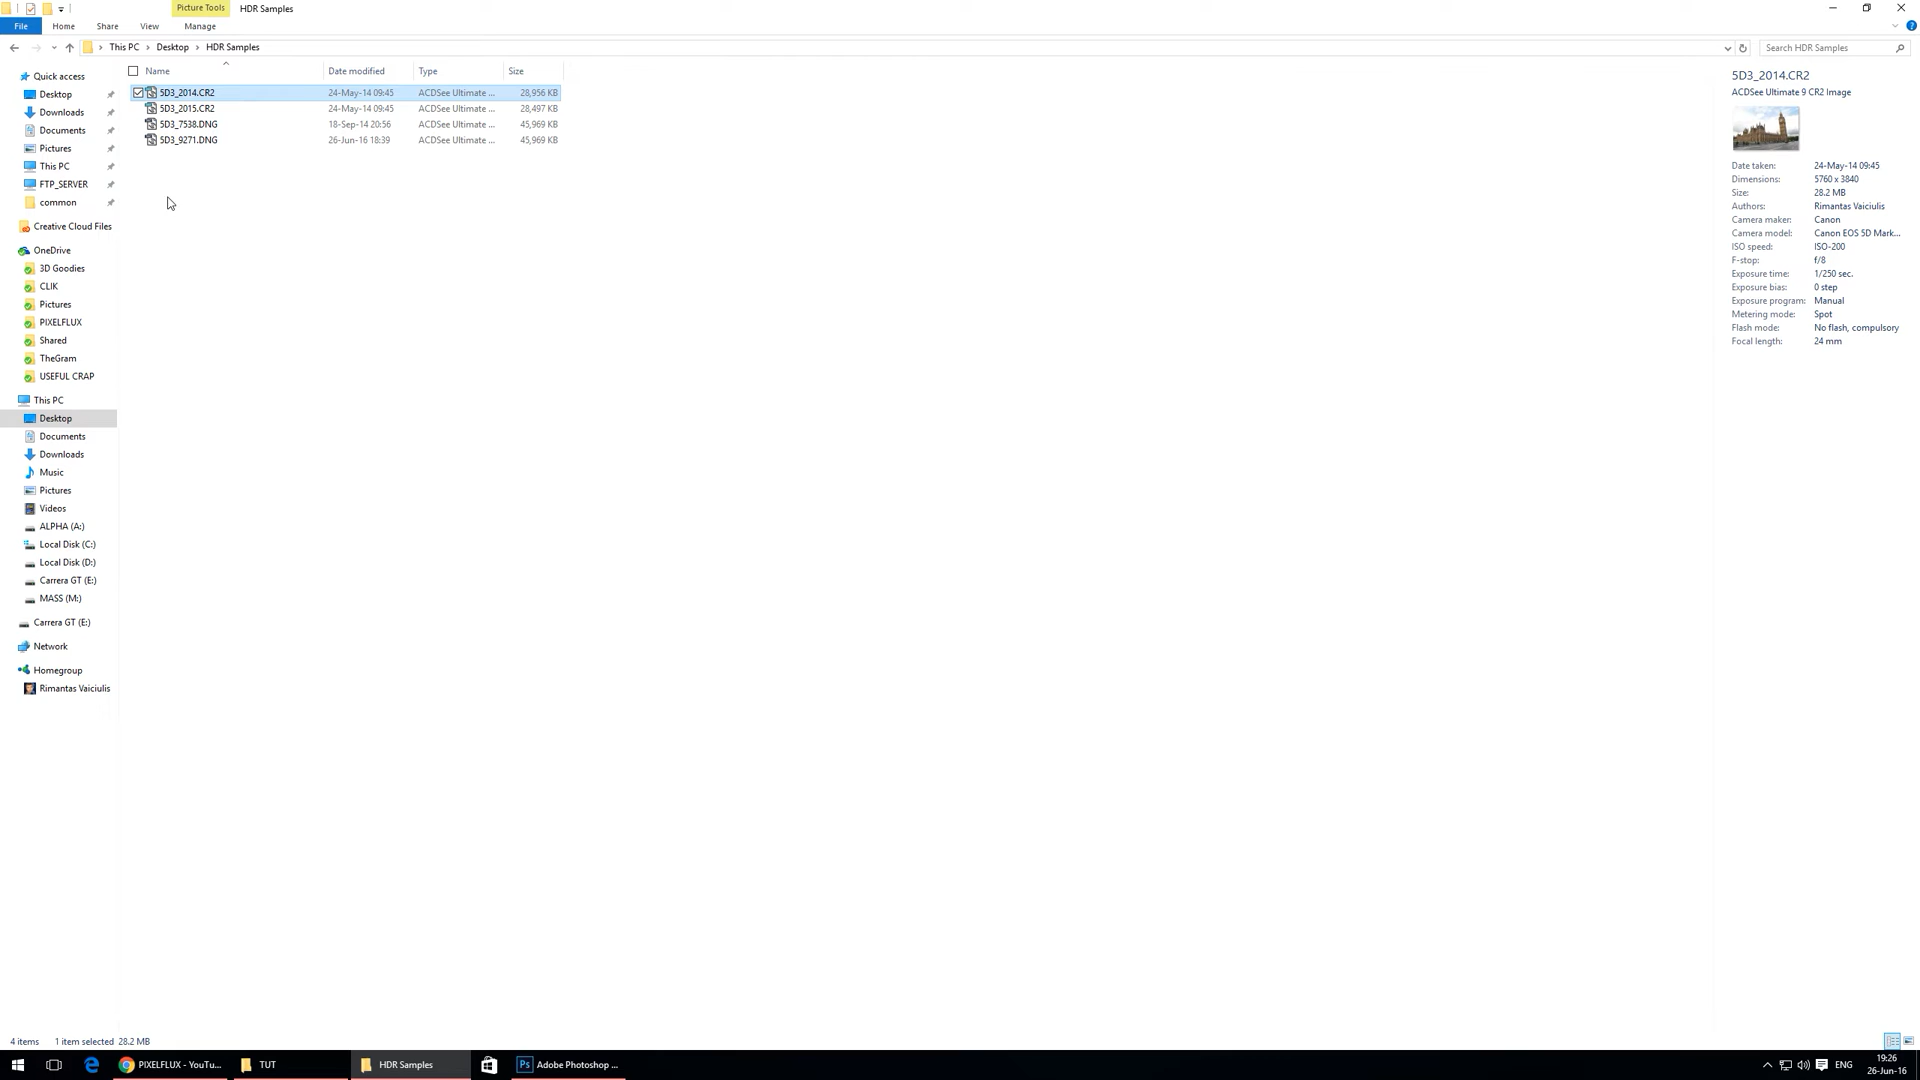 Picture Tools HDR Samples
File Home Share View Manage
This PC Desktop HDR Samples Search HDR Samples
Name Date modified Type Size
5D3_2014.CR2 24-May-14 09:45 ACDSee Ultimate ... 28,956 KB
5D3_2015.CR2 24-May-14 09:45 ACDSee Ultimate ... 28,497 KB
5D3_7538.DNG 18-Sep-14 20:56 ACDSee Ultimate ... 45,969 KB
5D3_9271.DNG 26-Jun-16 18:39 ACDSee Ultimate ... 45,969 KB
Quick access
Desktop
Downloads
Documents
Pictures
This PC
FTP_SERVER
common
Creative Cloud Files
OneDrive
3D Goodies
CLIK
Pictures
PIXELFLUX
Shared
TheGram
USEFUL CRAP
This PC
Desktop
Documents
Downloads
Music
Pictures
Videos
ALPHA (A:)
Local Disk (C:)
Local Disk (D:)
Carrera GT (E:)
MASS (M:)
Carrera GT (E:)
Network
Homegroup
Rimantas Vaiciulis
5D3_2014.CR2
ACDSee Ultimate 9 CR2 Image
Date taken: 24-May-14 09:45
Dimensions: 5760 x 3840
Size: 28.2 MB
Authors: Rimantas Vaiciulis
Camera maker: Canon
Camera model: Canon EOS 5D Mark...
ISO speed: ISO-200
F-stop: f/8
Exposure time: 1/250 sec.
Exposure bias: 0 step
Exposure program: Manual
Metering mode: Spot
Flash mode: No flash, compulsory
Focal length: 24 mm
4 items 1 item selected 28.2 MB
PIXELFLUX - YouTu... TUT HDR Samples Ps Adobe Photoshop ... ENG 19:26
26-Jun-16